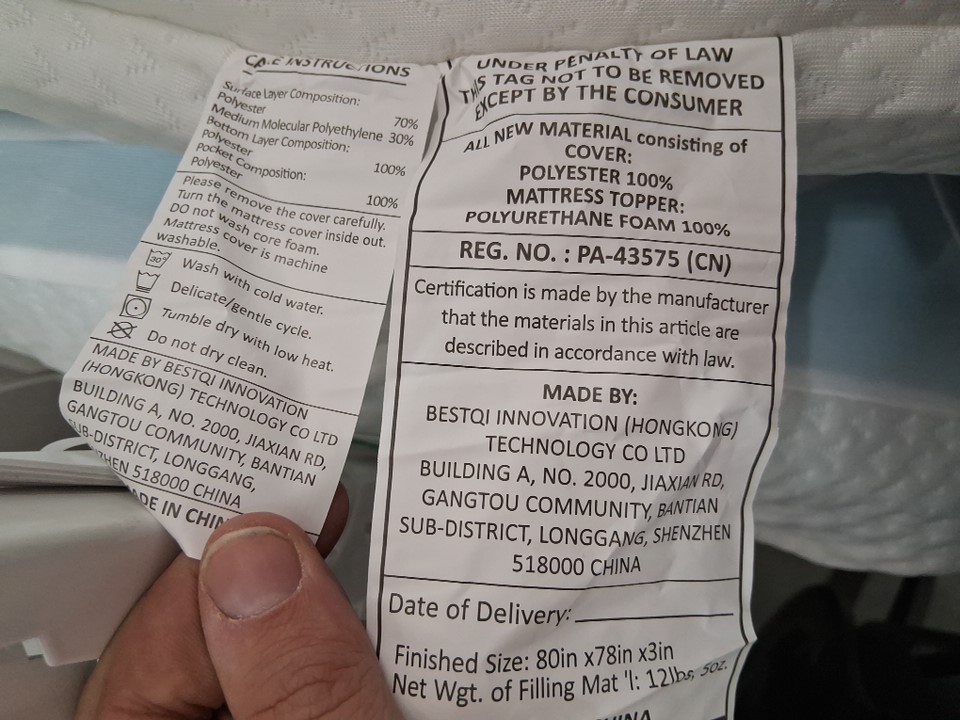 CARE INSTRUCTIONS
Surface Layer Composition:
Polyester 70%
Medium Molecular Polyethylene 30%
Bottom Layer Composition:
Polyester 100%
Pocket Composition:
Polyester 100%
Please remove the cover carefully.
Turn the mattress cover inside out.
DO not wash core foam.
Mattress cover is machine
washable.
30° Wash with cold water.
Delicate/gentle cycle.
Tumble dry with low heat.
Do not dry clean.
MADE BY BESTQI INNOVATION
(HONGKONG) TECHNOLOGY CO LTD
BUILDING A, NO. 2000, JIAXIAN RD,
GANGTOU COMMUNITY, BANTIAN
UB-DISTRICT, LONGGANG,
ZHEN 518000 CHINA
DE IN CHIN
UNDER PENALTY OF LAW
THIS TAG NOT TO BE REMOVED
EXCEPT BY THE CONSUMER
ALL NEW MATERIAL consisting of
COVER:
POLYESTER 100%
MATTRESS TOPPER:
POLYURETHANE FOAM 100%
REG. NO. : PA-43575 (CN)
Certification is made by the manufacturer
that the materials in this article are
described in accordance with law.
MADE BY:
BESTQI INNOVATION (HONGKONG)
TECHNOLOGY CO LTD
BUILDING A, NO. 2000, JIAXIAN RD,
GANGTOU COMMUNITY, BANTIAN
SUB-DISTRICT, LONGGANG, SHENZHEN
518000 CHINA
Date of Delivery:
Finished Size: 80in x78in x3in
Net Wgt. of Filling Mat 'l: 12lbs, 5oz.